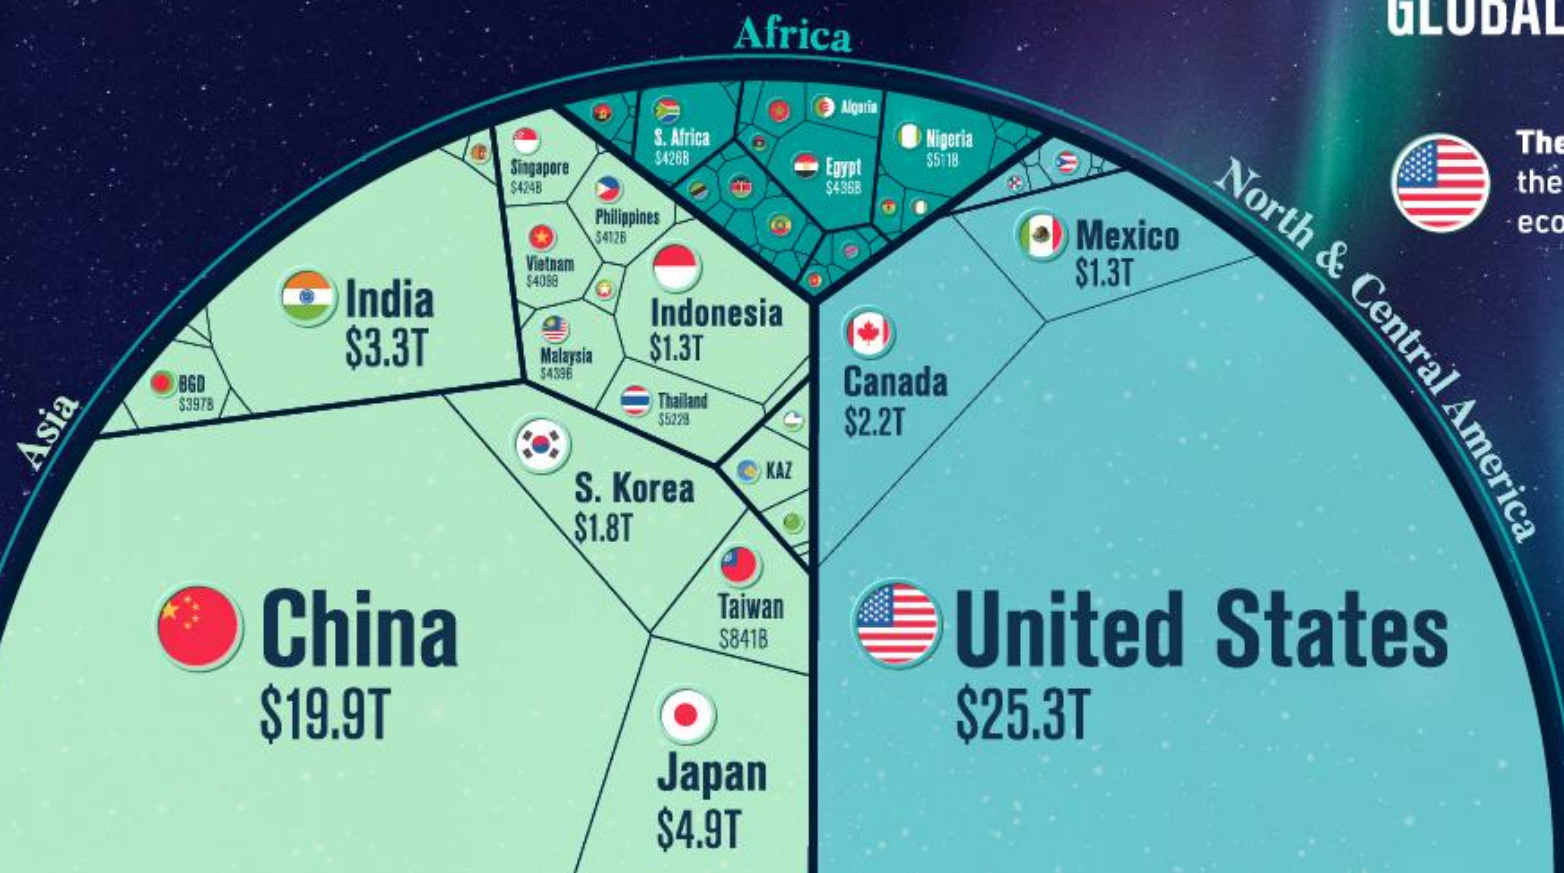 Africa
GLOBAL
Asia
North & Central America
The
the
eco
Singapore
$424B
Philippines
$412B
Vietnam
$409B
Malaysia
$439B
Indonesia
$1.3T
Thailand
$522B
India
$3.3T
BGD
$397B
S. Africa
$426B
Algeria
Egypt
$436B
Nigeria
$511B
Mexico
$1.3T
Canada
$2.2T
KAZ
S. Korea
$1.8T
Taiwan
$841B
China
$19.9T
Japan
$4.9T
United States
$25.3T